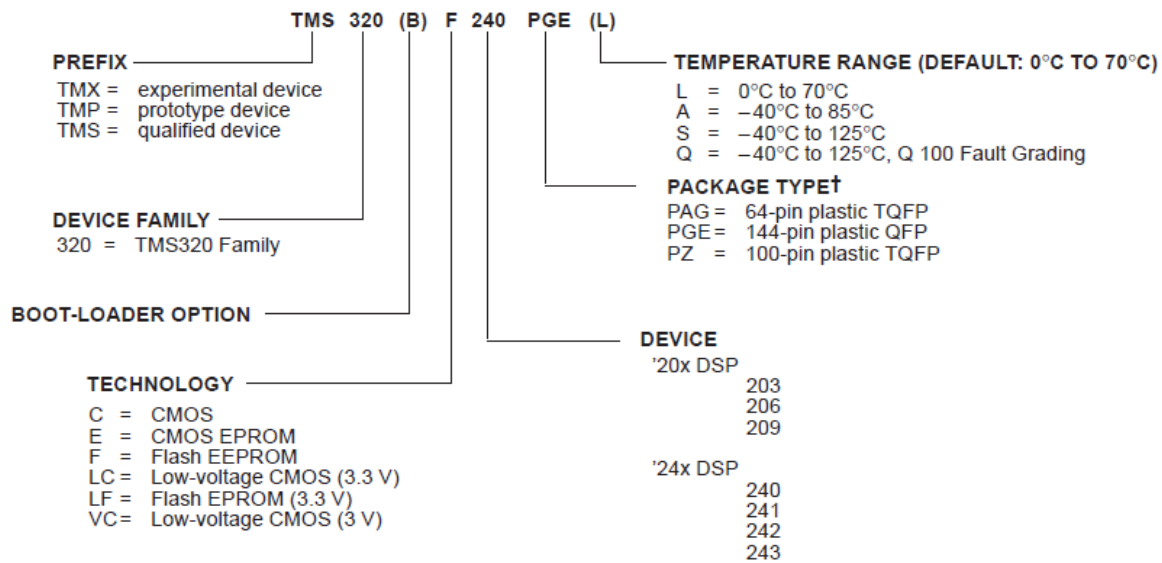 TMS 320 (B) F 240 PGE (L)
PREFIX
TMX = experimental device
TMP = prototype device
TMS = qualified device
DEVICE FAMILY
320 = TMS320 Family
BOOT-LOADER OPTION
TECHNOLOGY
C = CMOS
E = CMOS EPROM
F = Flash EEPROM
LC = Low-voltage CMOS (3.3 V)
LF = Flash EPROM (3.3 V)
VC = Low-voltage CMOS (3 V)
TEMPERATURE RANGE (DEFAULT: 0°C TO 70°C)
L = 0°C to 70°C
A = –40°C to 85°C
S = –40°C to 125°C
Q = –40°C to 125°C, Q 100 Fault Grading
PACKAGE TYPE†
PAG = 64-pin plastic TQFP
PGE = 144-pin plastic QFP
PZ = 100-pin plastic TQFP
DEVICE
’20x DSP
203
206
209
’24x DSP
240
241
242
243